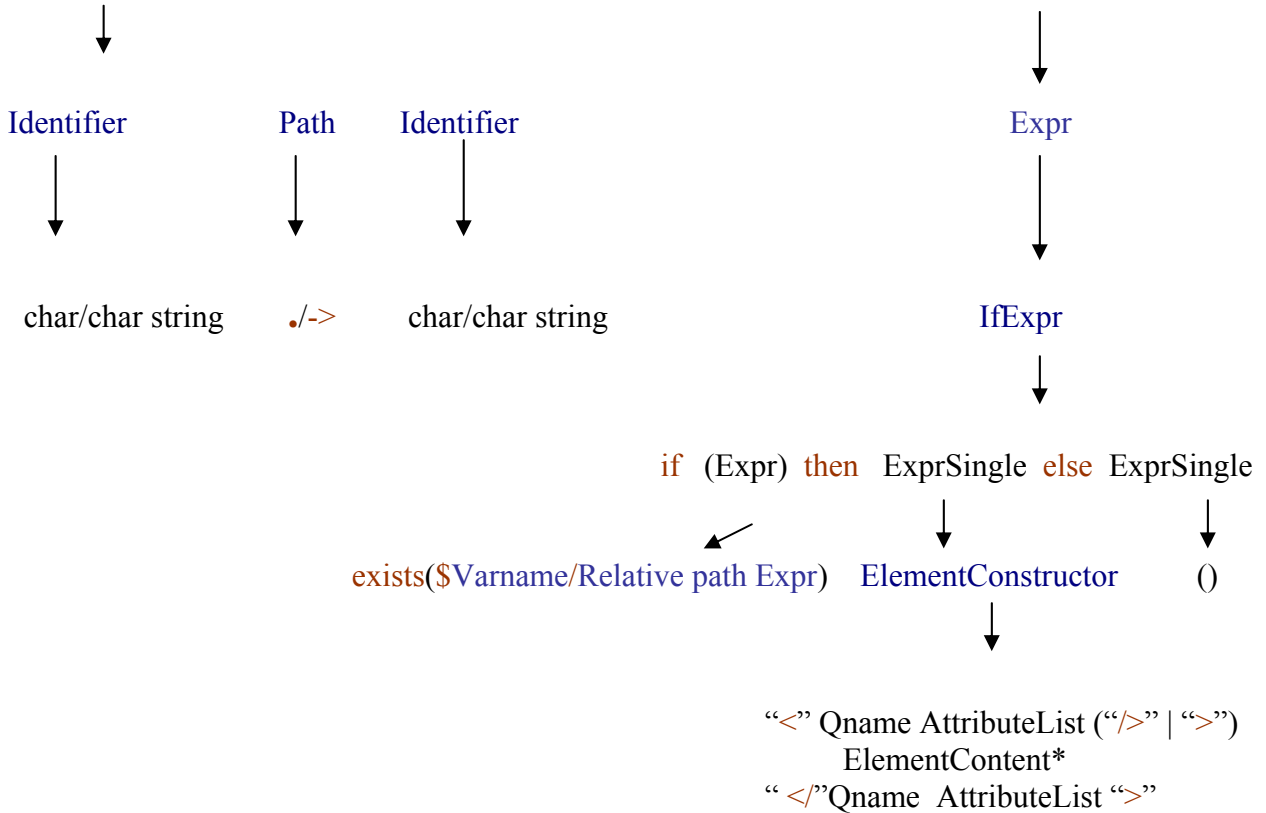 Identifier Path Identifier Expr
char/char string ./-> char/char string IfExpr
if (Expr) then ExprSingle else ExprSingle
exists($Varname/Relative path Expr) ElementConstructor ()
“<” Qname AttributeList (“/>” | “>”)
ElementContent*
“ </”Qname AttributeList “>”